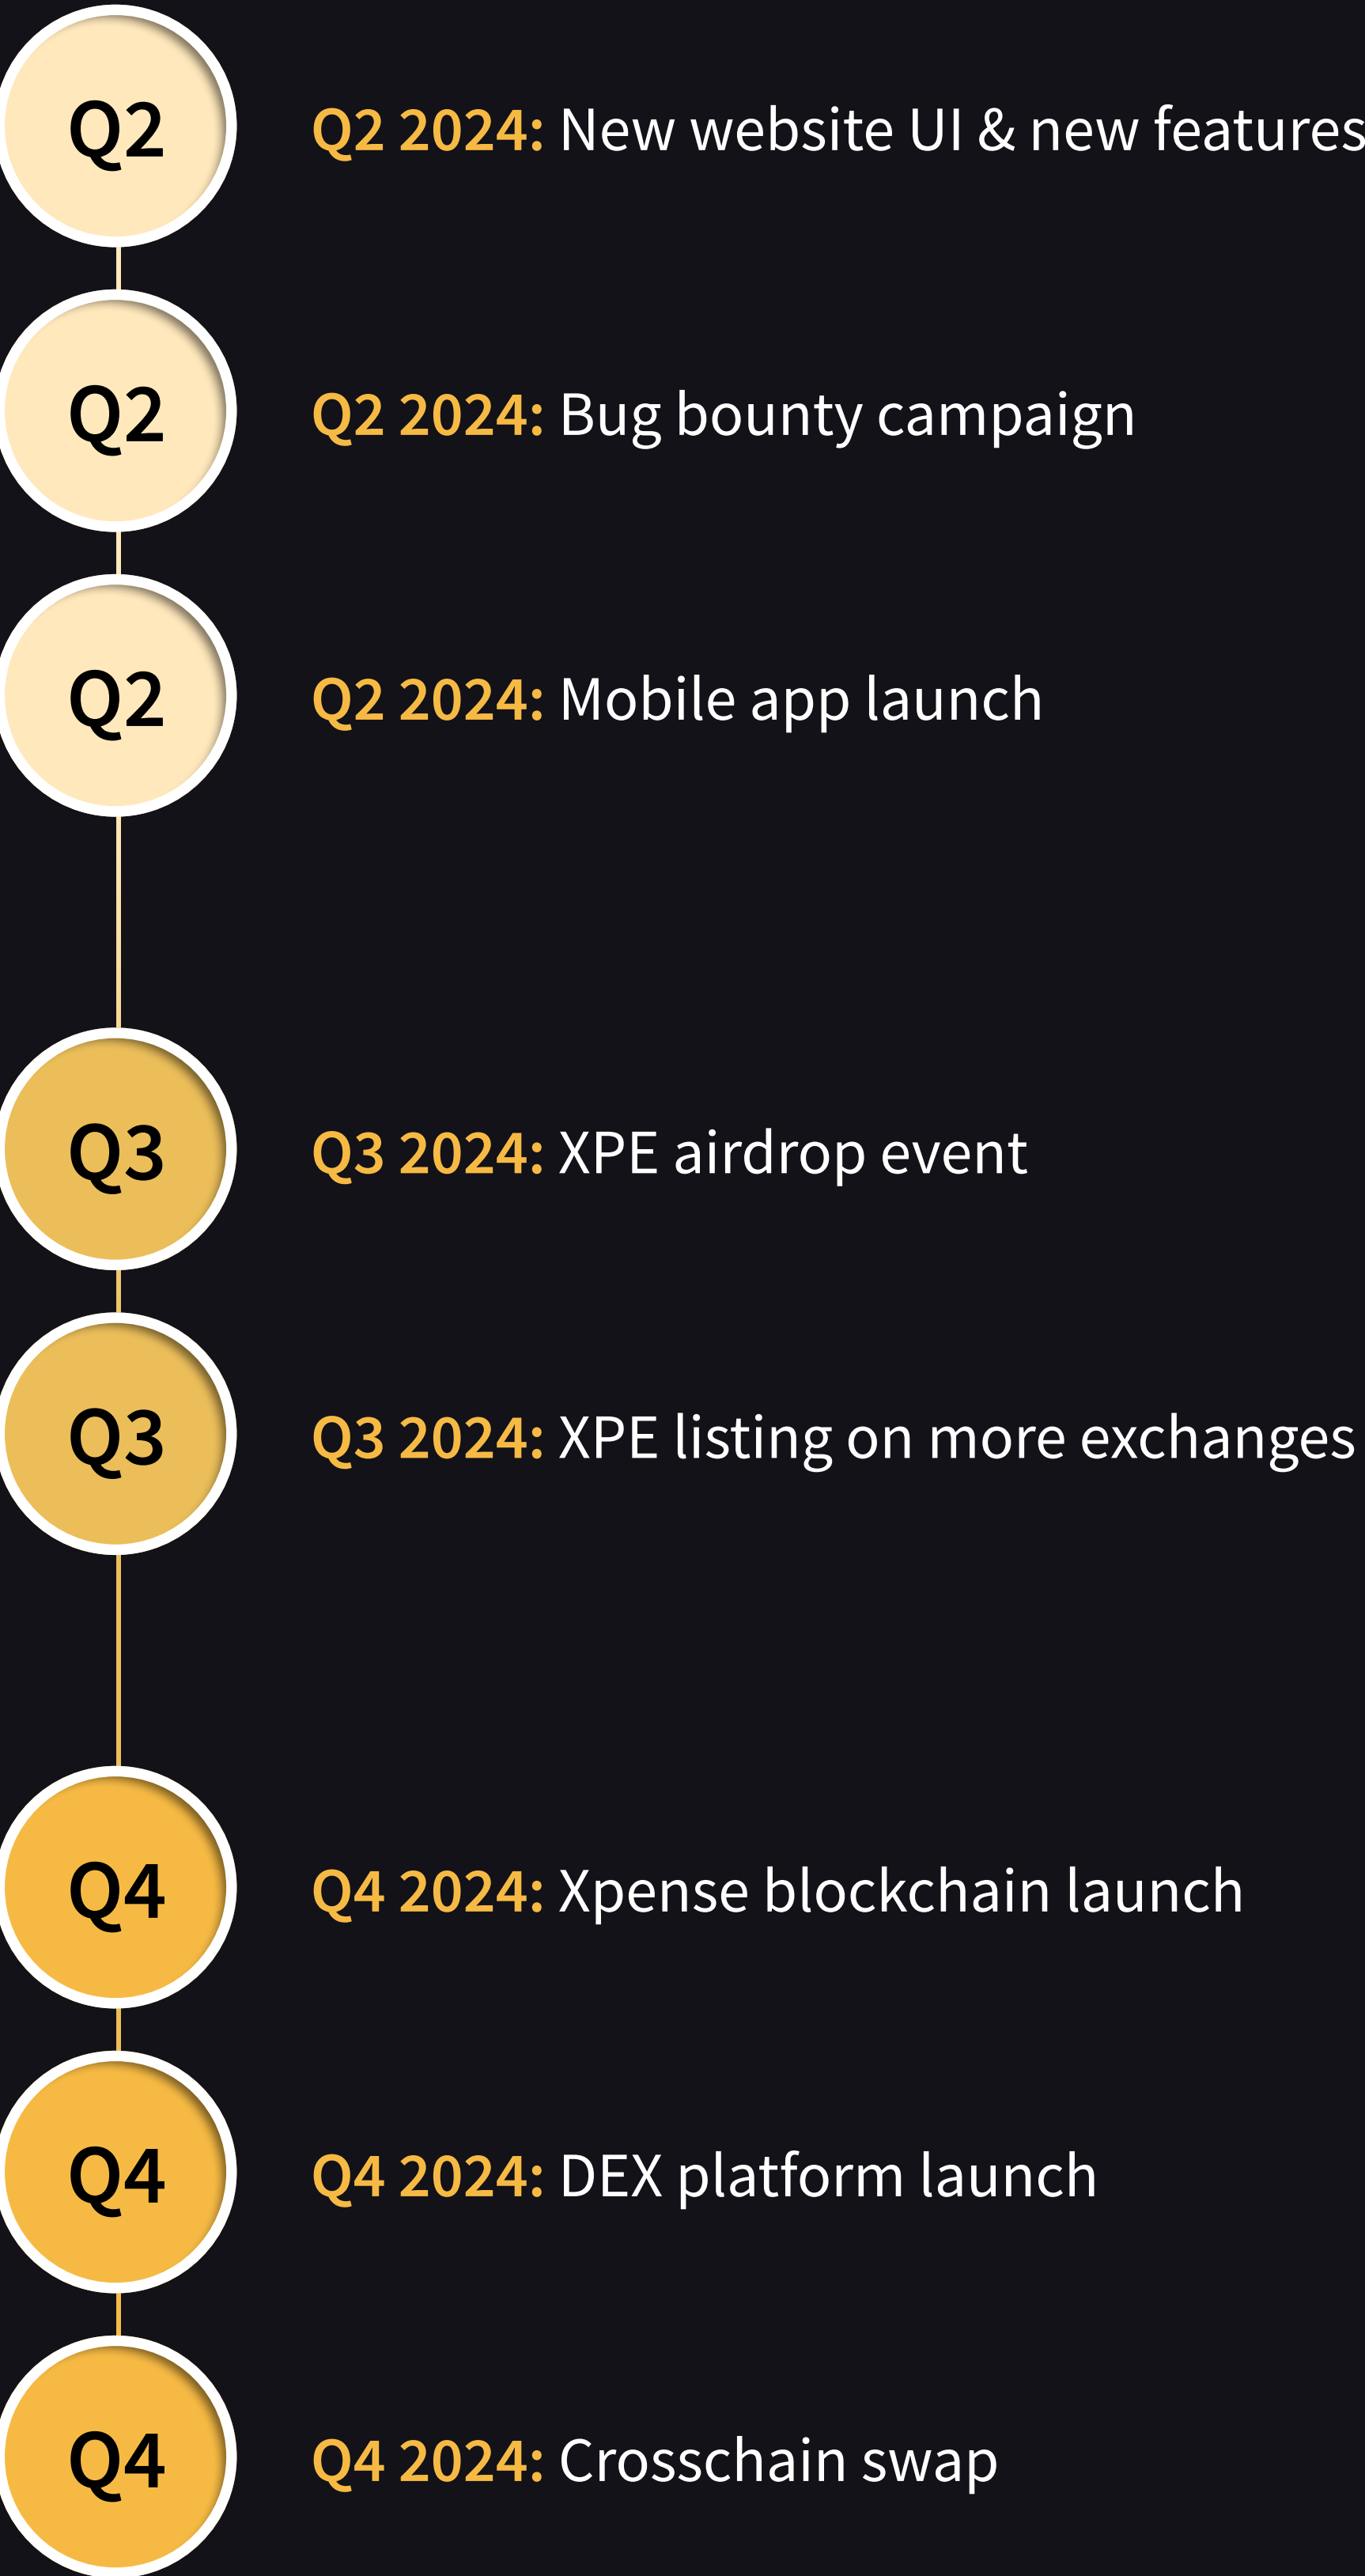 Q2
Q2 2024: New website UI & new features
Q2
Q2 2024: Bug bounty campaign
Q2
Q2 2024: Mobile app launch
Q3
Q3 2024: XPE airdrop event
Q3
Q3 2024: XPE listing on more exchanges
Q4
Q4 2024: Xpense blockchain launch
Q4
Q4 2024: DEX platform launch
Q4
Q4 2024: Crosschain swap